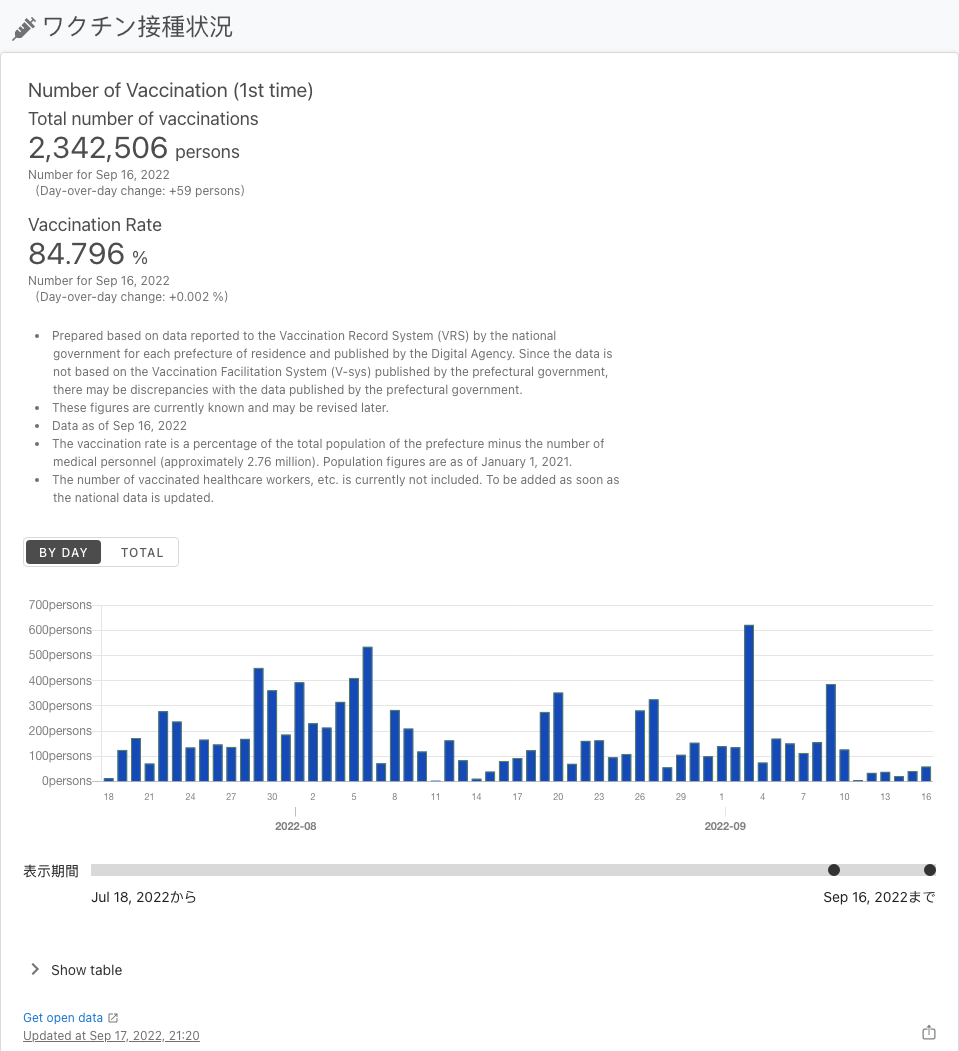 ワクチン接種状況
Number of Vaccination (1st time)
Total number of vaccinations
2,342,506 persons
Number for Sep 16, 2022
(Day-over-day change: +59 persons)
Vaccination Rate
84.796 %
Number for Sep 16, 2022
(Day-over-day change: +0.002 %)
• Prepared based on data reported to the Vaccination Record System (VRS) by the national
government for each prefecture of residence and published by the Digital Agency. Since the data is
not based on the Vaccination Facilitation System (V-sys) published by the prefectural government,
there may be discrepancies with the data published by the prefectural government.
• These figures are currently known and may be revised later.
• Data as of Sep 16, 2022
• The vaccination rate is a percentage of the total population of the prefecture minus the number of
medical personnel (approximately 2.76 million). Population figures are as of January 1, 2021.
• The number of vaccinated healthcare workers, etc. is currently not included. To be added as soon as
the national data is updated.
BY DAY TOTAL
700persons
600persons
500persons
400persons
300persons
200persons
100persons
0persons
18 21 24 27 30 2 5 8 11 14 17 20 23 26 29 1 4 7 10 13 16
2022-08 2022-09
表示期間
Jul 18, 2022から Sep 16, 2022まで
Show table
Get open data
Updated at Sep 17, 2022, 21:20